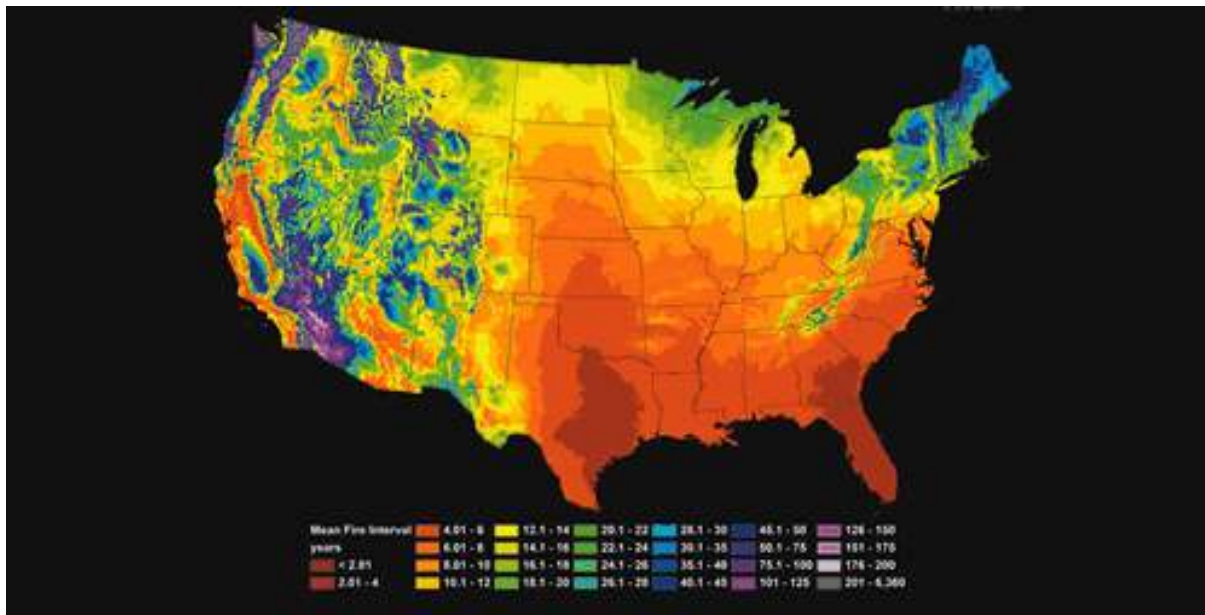 Mean Fire Interval
years
< 2.01
2.01 - 4
4.01 - 6
6.01 - 8
8.01 - 10
10.1 - 12
12.1 - 14
14.1 - 16
16.1 - 18
18.1 - 20
20.1 - 22
22.1 - 24
24.1 - 26
26.1 - 28
28.1 - 30
30.1 - 35
35.1 - 40
40.1 - 45
45.1 - 50
50.1 - 75
75.1 - 100
101 - 125
126 - 150
151 - 175
176 - 200
201 - 6,360